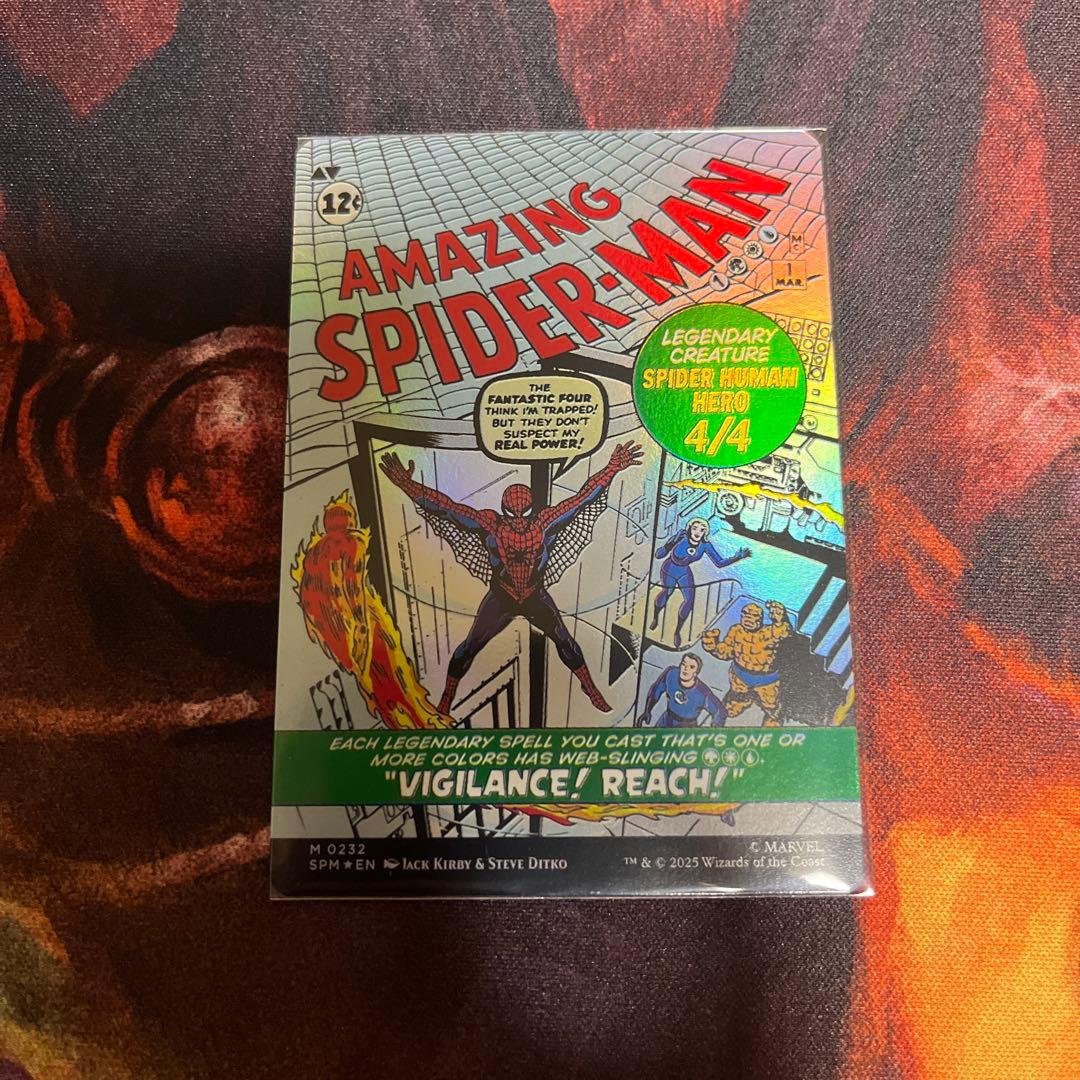 12¢
AMAZING
SPIDER-MAN
1
M
C
1
MAR.
LEGENDARY
CREATURE
SPIDER HUMAN
HERO
4/4
THE
FANTASTIC FOUR
THINK I'M TRAPPED!
BUT THEY DON'T
SUSPECT MY
REAL POWER!
EACH LEGENDARY SPELL YOU CAST THAT'S ONE OR
MORE COLORS HAS WEB-SLINGING .
"VIGILANCE! REACH!"
M 0232
SPM★EN JACK KIRBY & STEVE DITKO
© MARVEL
™ & © 2025 Wizards of the Coast